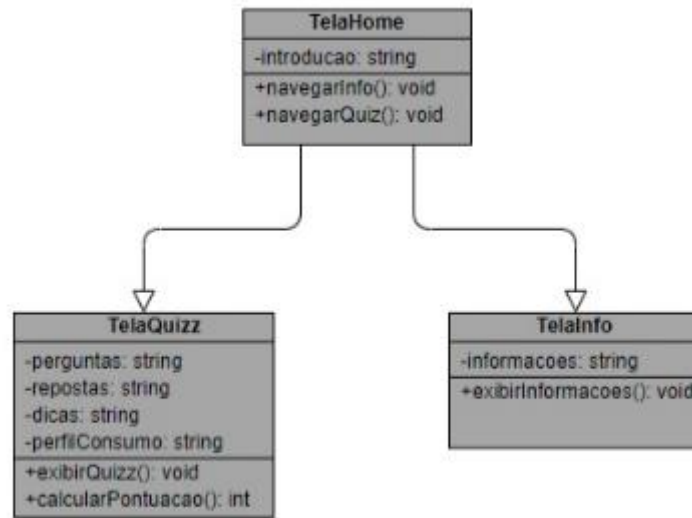 TelaHome
-introducao: string
+navegarInfo(): void
+navegarQuiz(): void
TelaQuizz
-perguntas: string
-repostas: string
-dicas: string
-perfilConsumo: string
+exibirQuizz(): void
+calcularPontuacao(): int
TelaInfo
-informacoes: string
+exibirInformacoes(): void